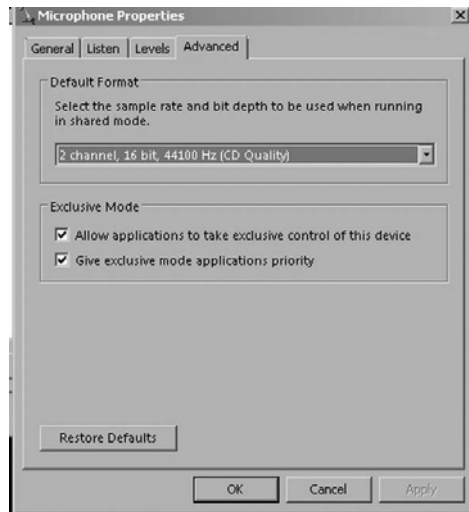 Microphone Properties
General Listen Levels Advanced
Default Format
Select the sample rate and bit depth to be used when running
in shared mode.
2 channel, 16 bit, 44100 Hz (CD Quality)
Exclusive Mode
Allow applications to take exclusive control of this device
Give exclusive mode applications priority
Restore Defaults
OK Cancel Apply